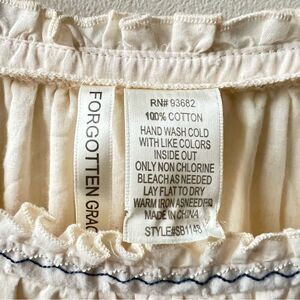 FORGOTTEN GRAC
RN# 93682
100% COTTON
HAND WASH COLD
WITH LIKE COLORS
INSIDE OUT
ONLY NON CHLORINE
BLEACH AS NEEDED
LAY FLAT TO DRY
WARM IRON AS NEEDED
MADE IN CHINA
STYLE#SB1143